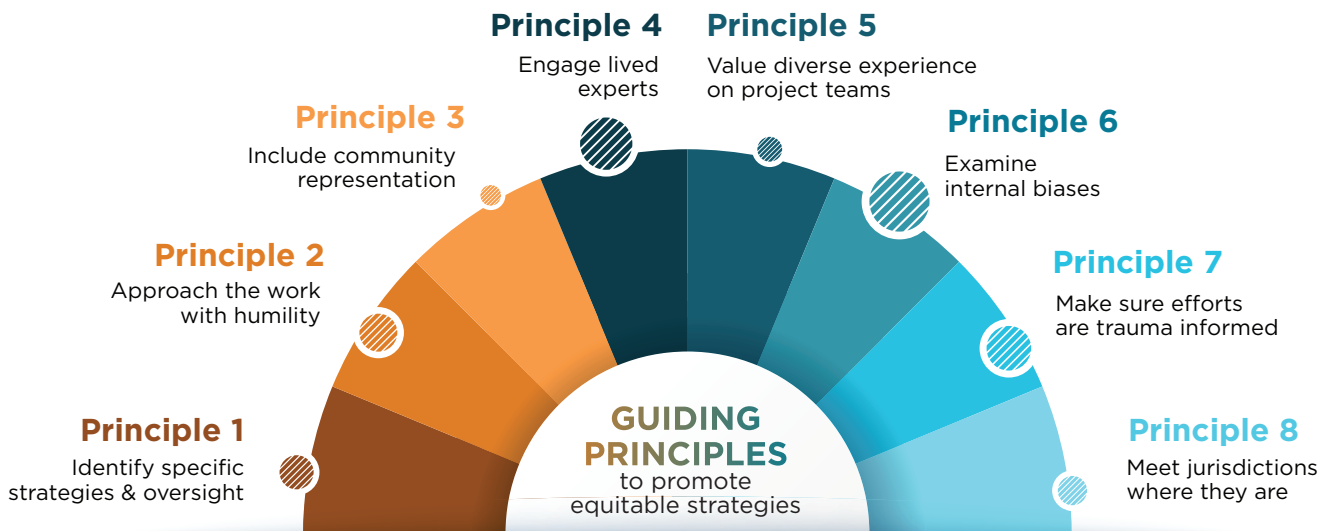 Principle 1
Identify specific
strategies & oversight
Principle 2
Approach the work
with humility
Principle 3
Include community
representation
Principle 4
Engage lived
experts
Principle 5
Value diverse experience
on project teams
Principle 6
Examine
internal biases
Principle 7
Make sure efforts
are trauma informed
Principle 8
Meet jurisdictions
where they are
GUIDING
PRINCIPLES
to promote
equitable strategies